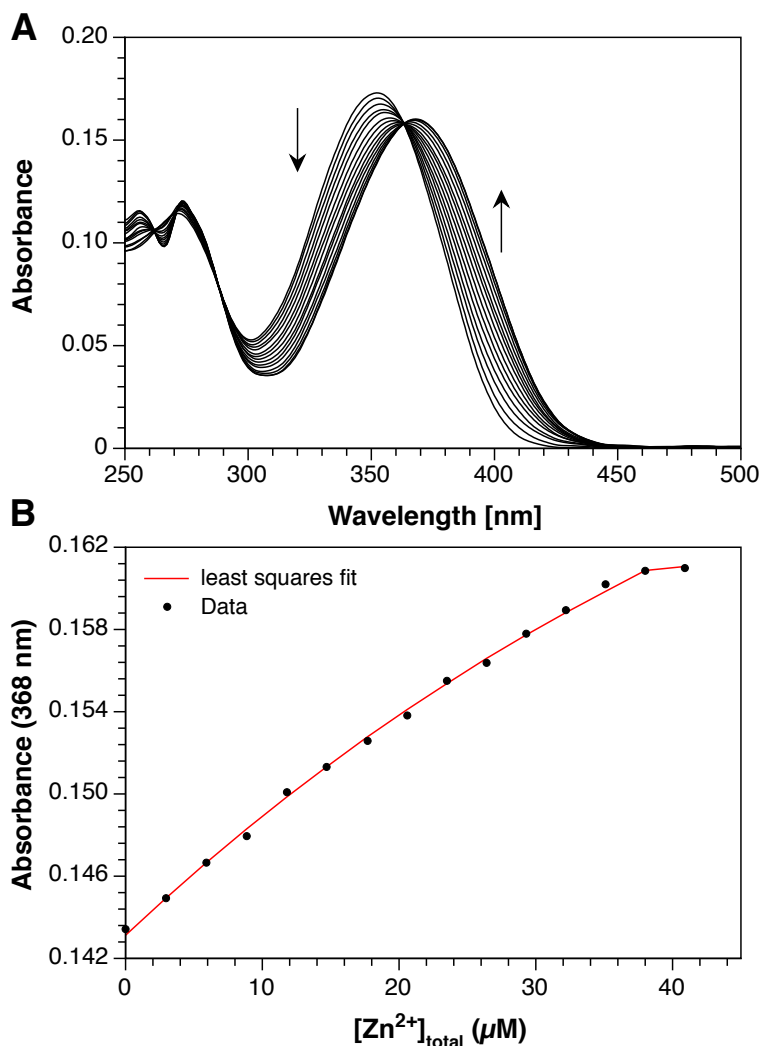 A
0.20
0.15
0.10
0.05
0
Absorbance
250
300
350
400
450
500
Wavelength [nm]
B
0.162
0.158
0.154
0.150
0.146
0.142
Absorbance (368 nm)
least squares fit
Data
0
10
20
30
40
[Zn²⁺]total (µM)